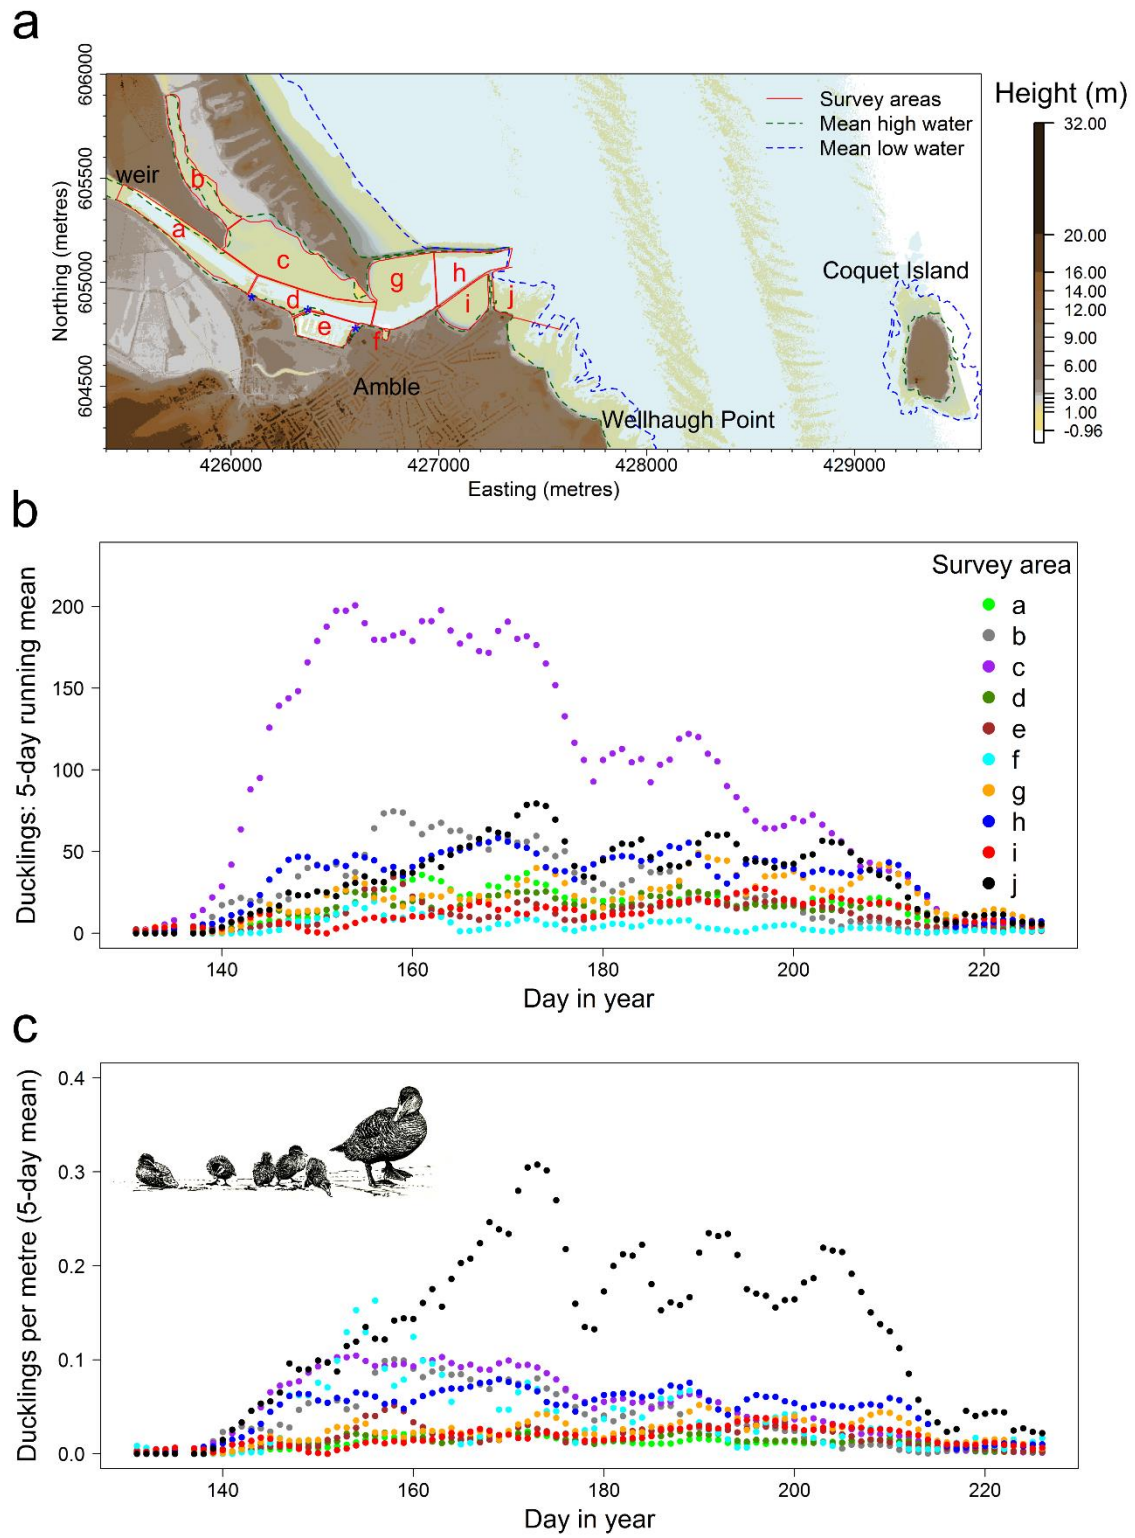 a
Northing (metres)
606000
605500
605000
604500
weir
a
b
c
d
e
f
g
h
i
j
Survey areas
Mean high water
Mean low water
Coquet Island
Amble
Wellhaugh Point
426000
427000
428000
429000
Easting (metres)
Height (m)
32.00
20.00
16.00
14.00
12.00
9.00
6.00
3.00
1.00
-0.96
b
Ducklings: 5-day running mean
200
150
100
50
0
Survey area
a
b
c
d
e
f
g
h
i
j
140
160
180
200
220
Day in year
c
Ducklings per metre (5-day mean)
0.4
0.3
0.2
0.1
0.0
140
160
180
200
220
Day in year